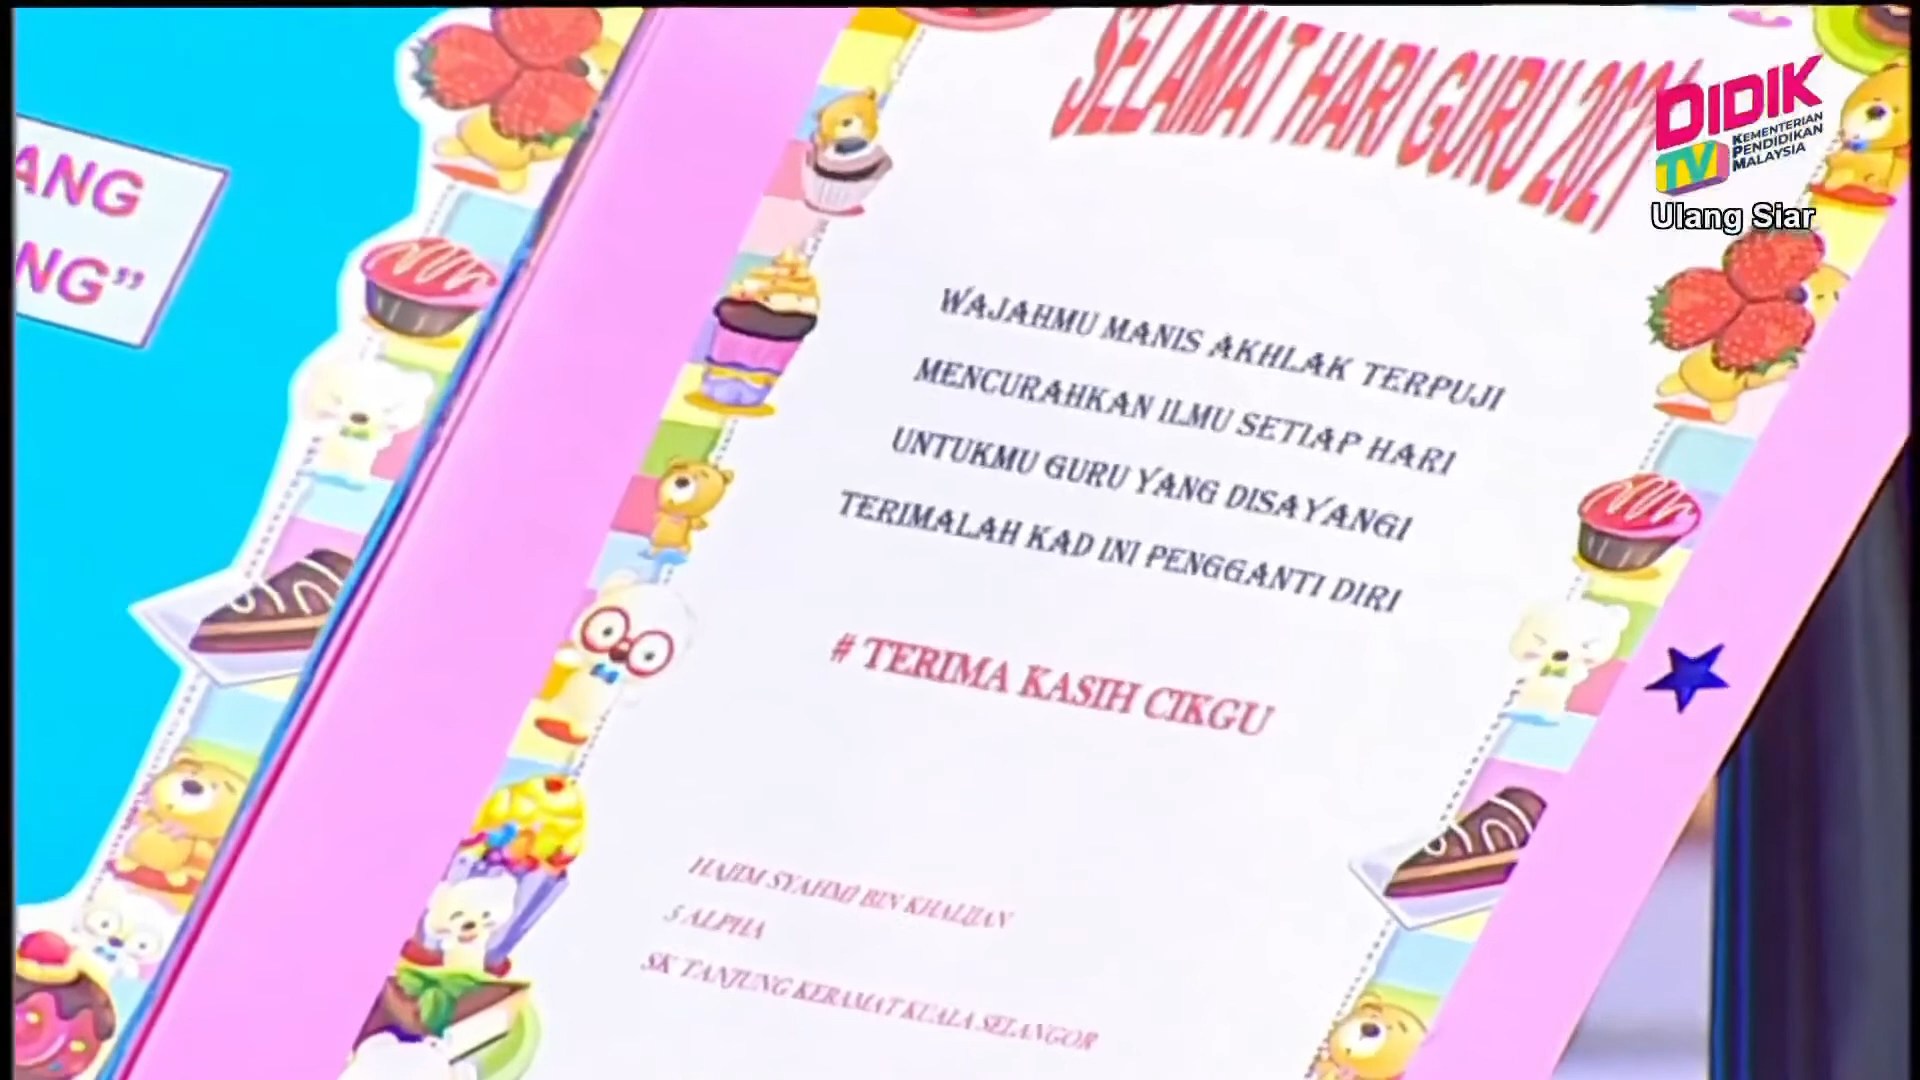 ANG
NG”
SELAMAT HARI GURU 2021
WAJAHMU MANIS AKHLAK TERPUJI
MENCURAHKAN ILMU SETIAP HARI
UNTUKMU GURU YANG DISAYANGI
TERIMALAH KAD INI PENGGANTI DIRI
# TERIMA KASIH CIKGU
HAJIM SYAHMI BIN KHALIJAN
5 ALPHA
SK TANJUNG KERAMAT KUALA SELANGOR
DIDIK
TV
KEMENTERIAN
PENDIDIKAN
MALAYSIA
Ulang Siar